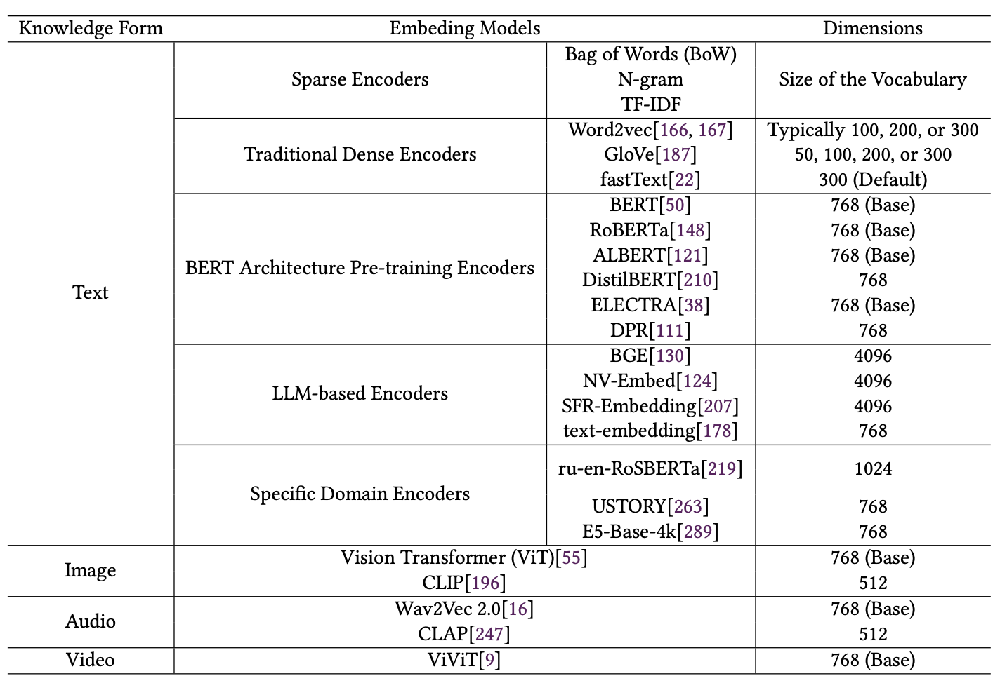 Knowledge Form Embeding Models Dimensions
Bag of Words (BoW)
Sparse Encoders N-gram Size of the Vocabulary
TF-IDF
Word2vec[166, 167] Typically 100, 200, or 300
Traditional Dense Encoders GloVe[187] 50, 100, 200, or 300
fastText[22] 300 (Default)
BERT[50] 768 (Base)
RoBERTa[148] 768 (Base)
ALBERT[121] 768 (Base)
BERT Architecture Pre-training Encoders
DistilBERT[210] 768
Text
ELECTRA[38] 768 (Base)
DPR[111] 768
BGE[130] 4096
NV-Embed[124] 4096
LLM-based Encoders
SFR-Embedding[207] 4096
text-embedding[178] 768
ru-en-RoSBERTa[219] 1024
Specific Domain Encoders
USTORY[263] 768
E5-Base-4k[289] 768
Vision Transformer (ViT)[55] 768 (Base)
Image
CLIP[196] 512
Wav2Vec 2.0[16] 768 (Base)
Audio
CLAP[247] 512
Video ViViT[9] 768 (Base)